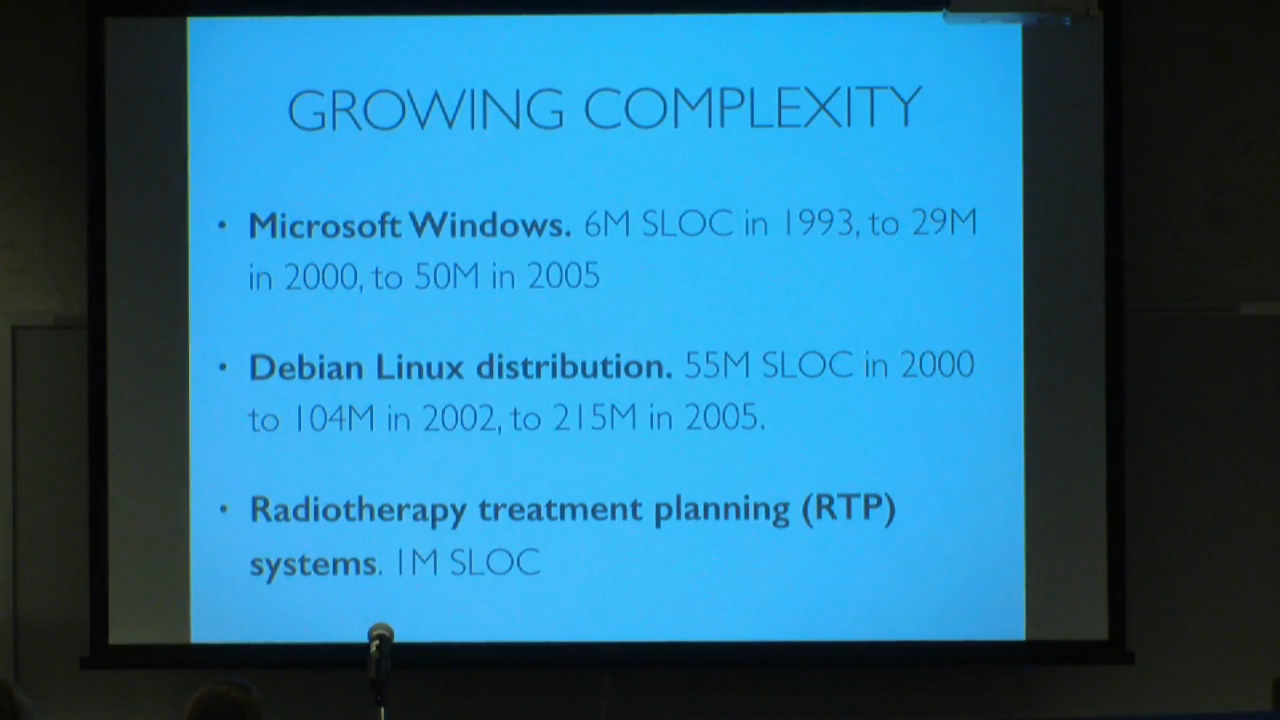 GROWING COMPLEXITY
• Microsoft Windows. 6M SLOC in 1993, to 29M
in 2000, to 50M in 2005
• Debian Linux distribution. 55M SLOC in 2000
to 104M in 2002, to 215M in 2005.
• Radiotherapy treatment planning (RTP)
systems. 1M SLOC